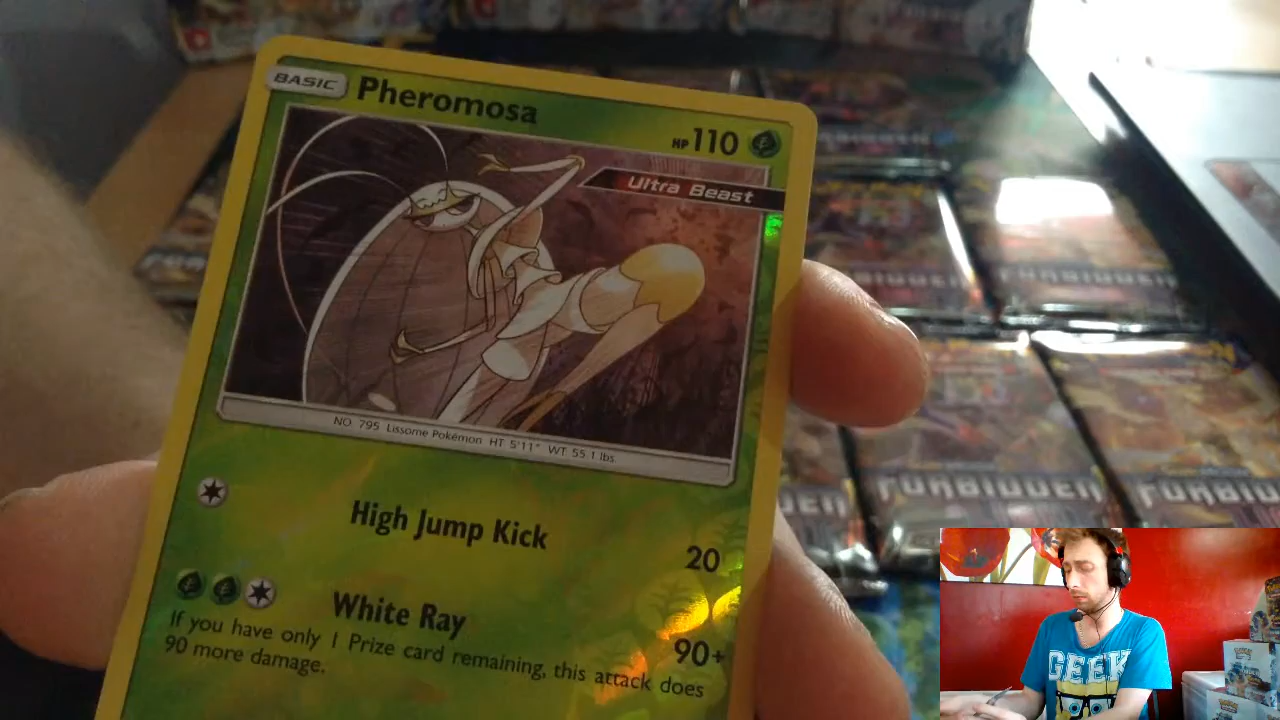 BASIC Pheromosa HP 110
Ultra Beast
NO. 795 Lissome Pokémon HT 5'11" WT 55.1 lbs.
High Jump Kick 20
White Ray 90+
If you have only 1 Prize card remaining, this attack does
90 more damage.
FORBIDDEN
FORBIDDEN
FORBIDDEN
FORBIDDEN
GEEK